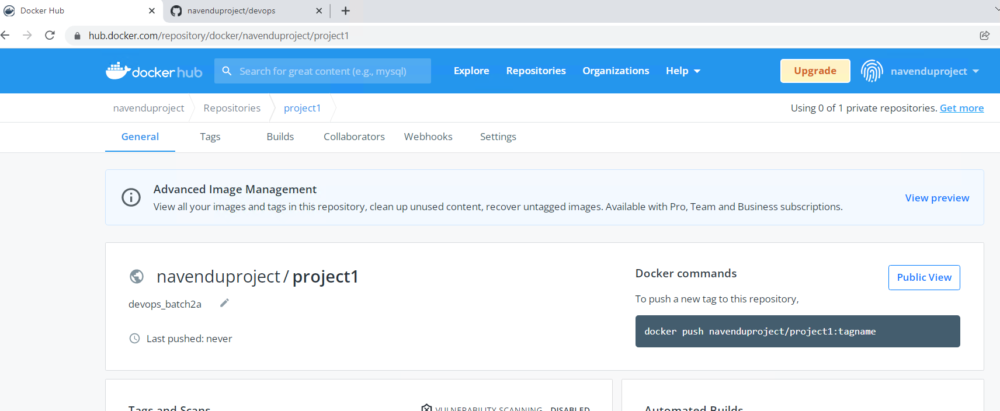 Docker Hub
navenduproject/devops
hub.docker.com/repository/docker/navenduproject/project1
docker hub
Search for great content (e.g., mysql)
Explore
Repositories
Organizations
Help
Upgrade
navenduproject
navenduproject
Repositories
project1
Using 0 of 1 private repositories. Get more
General
Tags
Builds
Collaborators
Webhooks
Settings
Advanced Image Management
View all your images and tags in this repository, clean up unused content, recover untagged images. Available with Pro, Team and Business subscriptions.
View preview
navenduproject / project1
devops_batch2a
Last pushed: never
Docker commands
Public View
To push a new tag to this repository,
docker push navenduproject/project1:tagname
Tags and Scans
VULNERABILITY SCANNING - DISABLED
Automated Builds